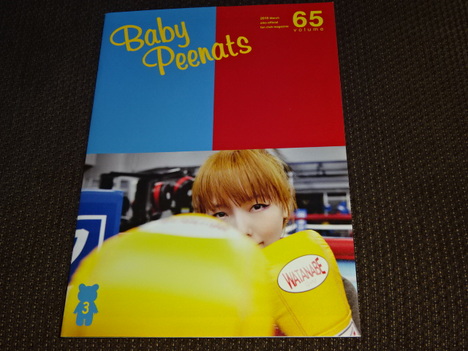 Baby
Peenats
65
volume
WATANABE
3